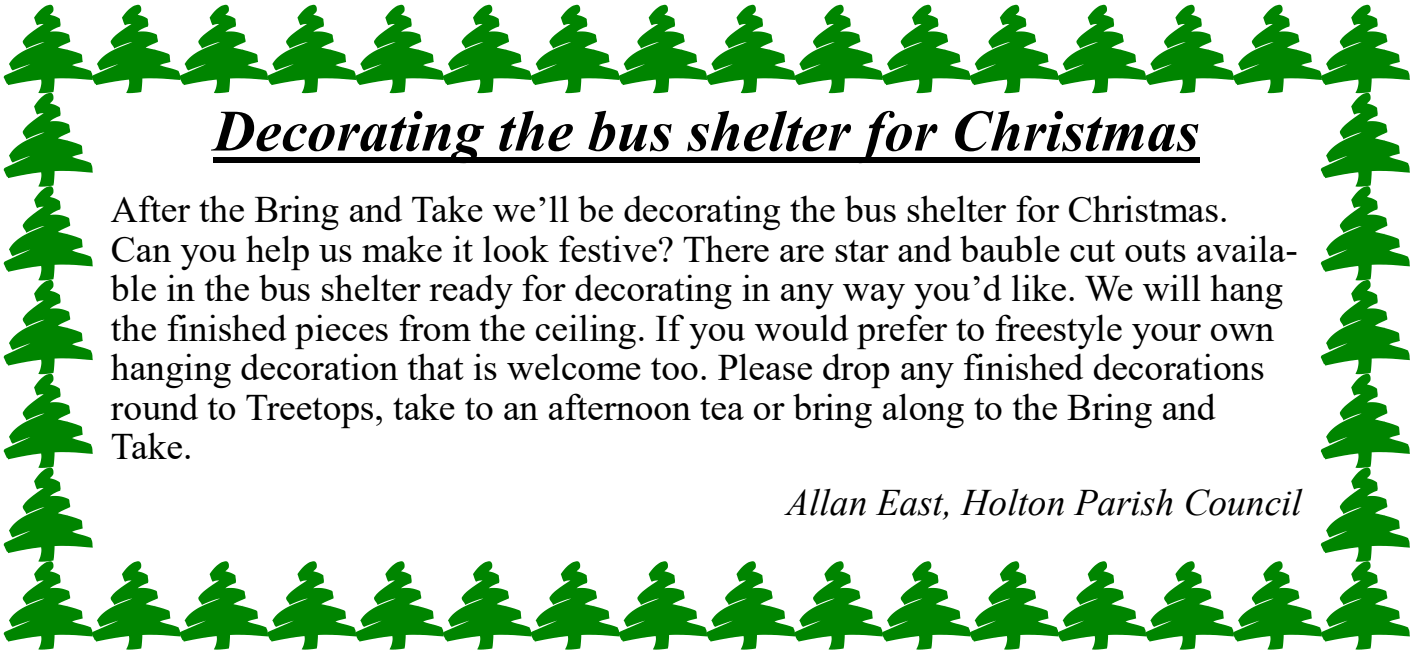 Decorating the bus shelter for Christmas
After the Bring and Take we’ll be decorating the bus shelter for Christmas.
Can you help us make it look festive? There are star and bauble cut outs availa-
ble in the bus shelter ready for decorating in any way you’d like. We will hang
the finished pieces from the ceiling. If you would prefer to freestyle your own
hanging decoration that is welcome too. Please drop any finished decorations
round to Treetops, take to an afternoon tea or bring along to the Bring and
Take.
Allan East, Holton Parish Council